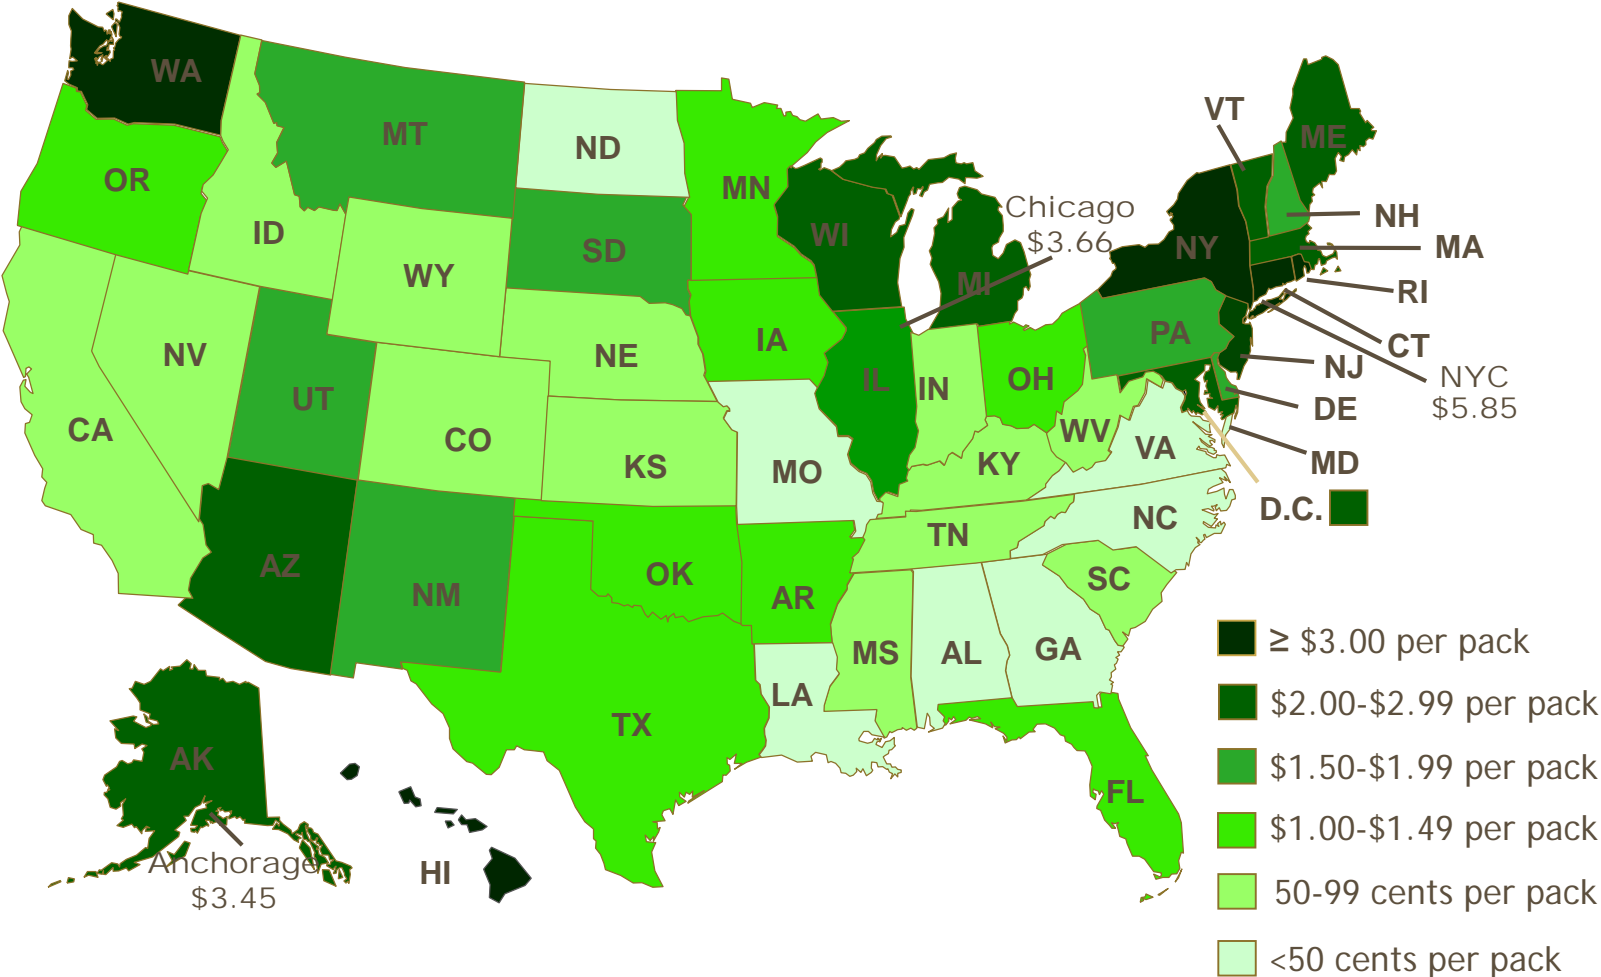 WA
MT
ND
OR
ID
WY
SD
MN
WI
MI
Chicago
$3.66
VT
ME
NH
MA
NY
RI
CT
NYC
$5.85
NJ
PA
DE
MD
D.C.
NV
UT
CA
CO
NE
IA
IL
IN
OH
WV
VA
KS
MO
KY
NC
TN
SC
AZ
NM
OK
AR
MS
AL
GA
LA
TX
FL
AK
Anchorage
$3.45
HI
≥ $3.00 per pack
$2.00-$2.99 per pack
$1.50-$1.99 per pack
$1.00-$1.49 per pack
50-99 cents per pack
<50 cents per pack